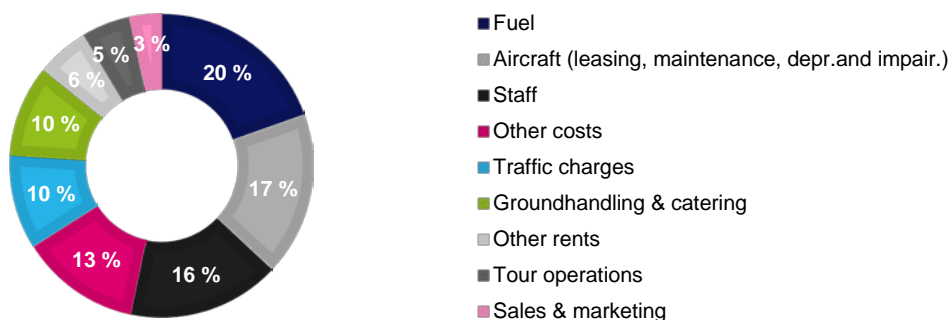 3 %
5 %
20 %
6 %
10 %
17 %
10 %
13 %
16 %
Fuel
Aircraft (leasing, maintenance, depr.and impair.)
Staff
Other costs
Traffic charges
Groundhandling & catering
Other rents
Tour operations
Sales & marketing